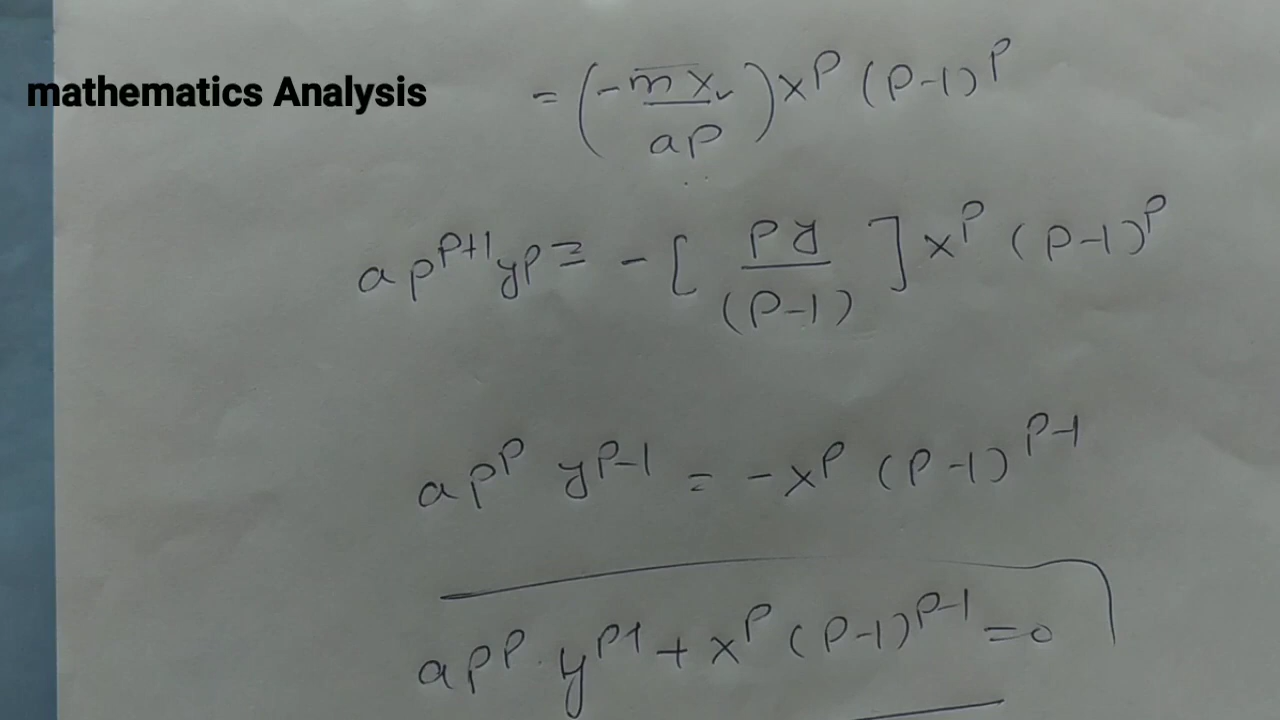 mathematics Analysis
= (-mx/ap) x^p (p-1)^p
ap^{p+1} y^p = -[py/(p-1)] x^p (p-1)^p
ap^p y^{p-1} = -x^p (p-1)^{p-1}
ap^p . y^{p-1} + x^p (p-1)^{p-1} = 0